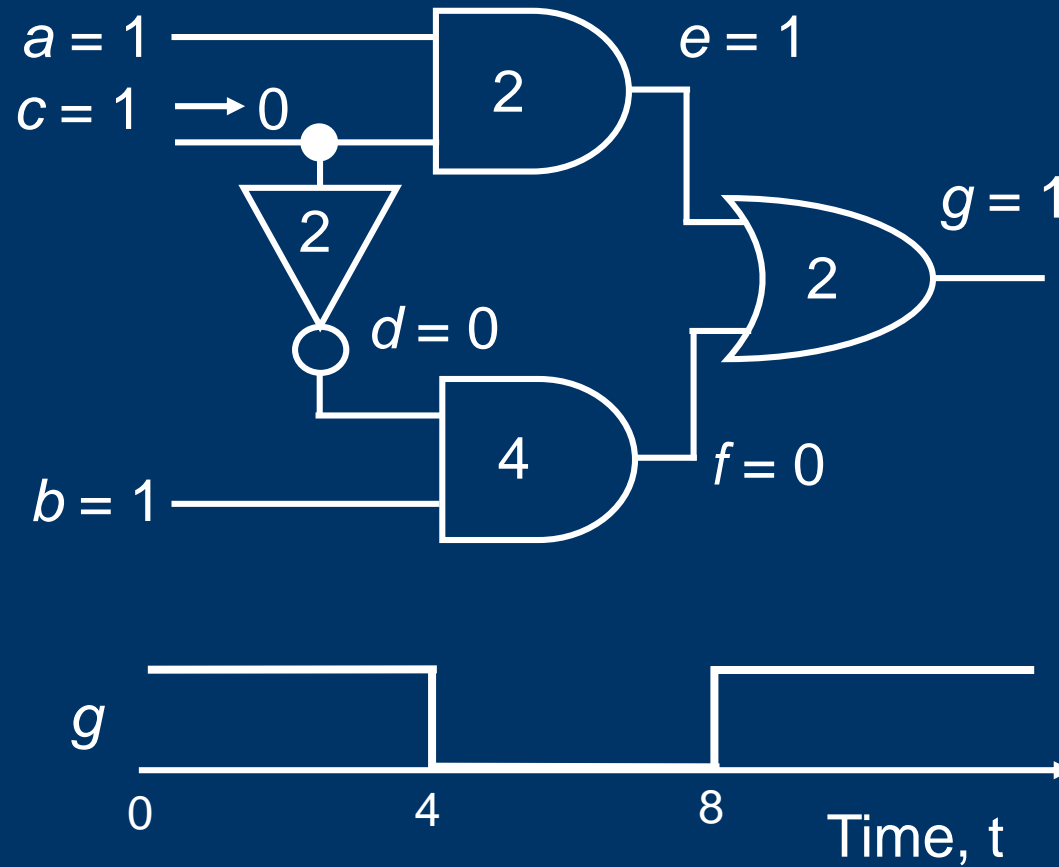 a = 1
2
e = 1
c = 1 → 0
g = 1
2
2
d = 0
4
f = 0
b = 1
g
0
4
8
Time, t